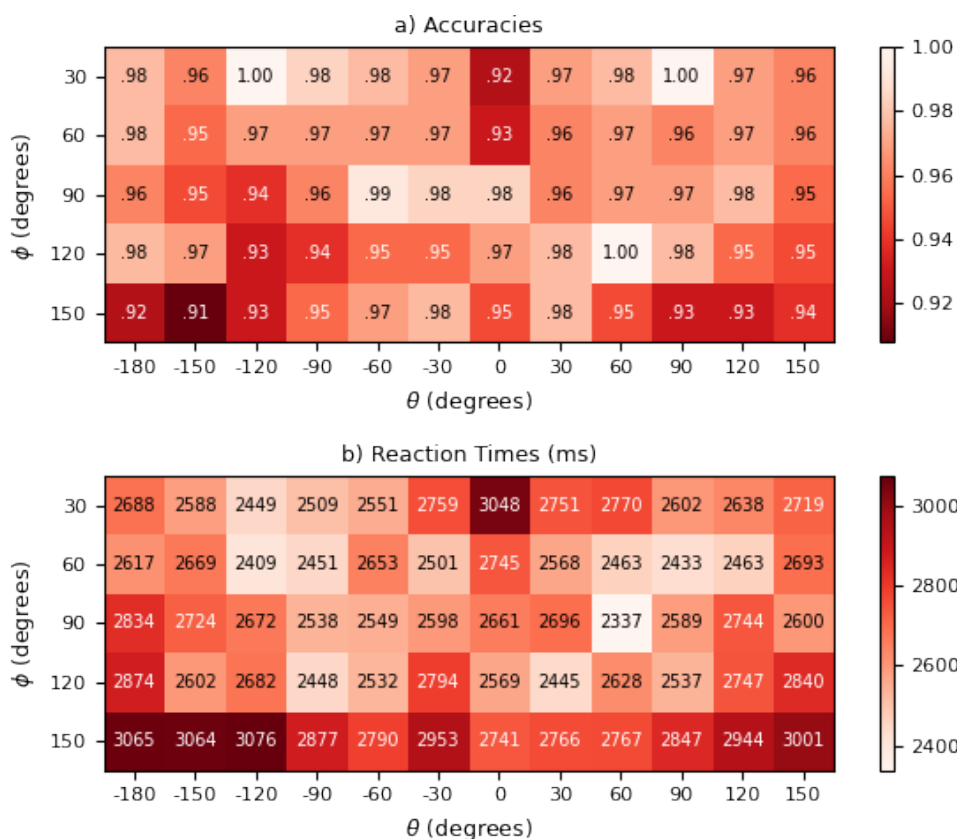 a) Accuracies
30 .98 .96 1.00 .98 .98 .97 .92 .97 .98 1.00 .97 .96
60 .98 .95 .97 .97 .97 .97 .93 .96 .97 .96 .97 .96
90 .96 .95 .94 .96 .99 .98 .98 .96 .97 .97 .98 .95
120 .98 .97 .93 .94 .95 .95 .97 .98 1.00 .98 .95 .95
150 .92 .91 .93 .95 .97 .98 .95 .98 .95 .93 .93 .94
ϕ (degrees)
-180 -150 -120 -90 -60 -30 0 30 60 90 120 150
θ (degrees)
1.00
0.98
0.96
0.94
0.92
b) Reaction Times (ms)
30 2688 2588 2449 2509 2551 2759 3048 2751 2770 2602 2638 2719
60 2617 2669 2409 2451 2653 2501 2745 2568 2463 2433 2463 2693
90 2834 2724 2672 2538 2549 2598 2661 2696 2337 2589 2744 2600
120 2874 2602 2682 2448 2532 2794 2569 2445 2628 2537 2747 2840
150 3065 3064 3076 2877 2790 2953 2741 2766 2767 2847 2944 3001
ϕ (degrees)
-180 -150 -120 -90 -60 -30 0 30 60 90 120 150
θ (degrees)
3000
2800
2600
2400